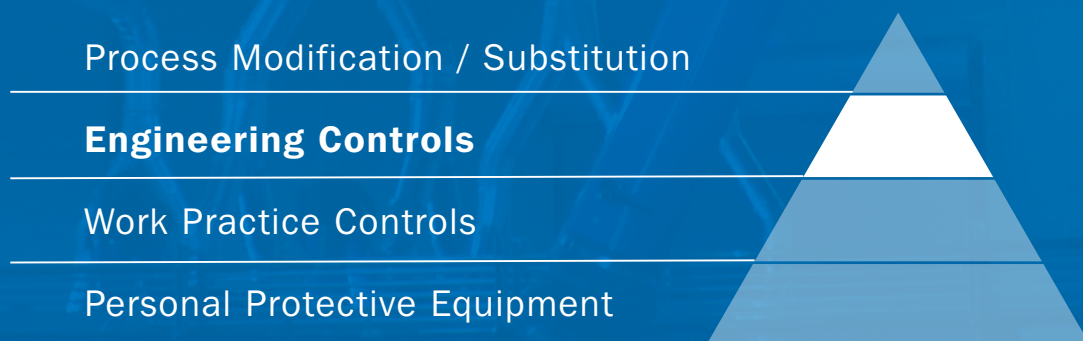 Process Modification / Substitution
Engineering Controls
Work Practice Controls
Personal Protective Equipment